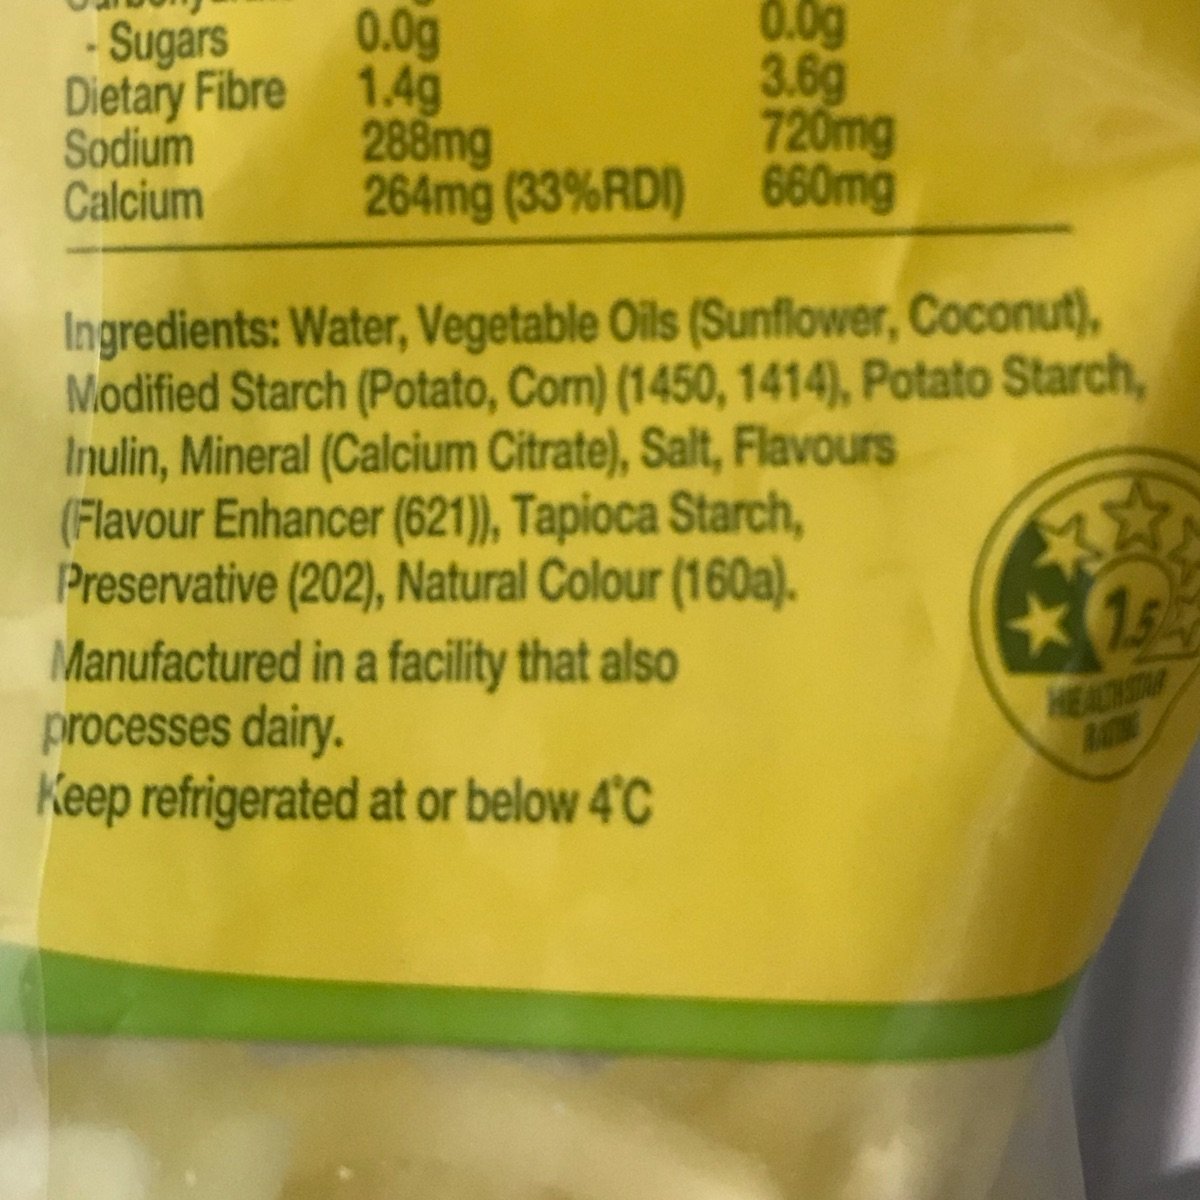 - Sugars 0.0g 0.0g
Dietary Fibre 1.4g 3.6g
Sodium 288mg 720mg
Calcium 264mg (33%RDI) 660mg
Ingredients: Water, Vegetable Oils (Sunflower, Coconut),
Modified Starch (Potato, Corn) (1450, 1414), Potato Starch,
Inulin, Mineral (Calcium Citrate), Salt, Flavours
(Flavour Enhancer (621)), Tapioca Starch,
Preservative (202), Natural Colour (160a).
Manufactured in a facility that also
processes dairy.
Keep refrigerated at or below 4°C
1.5
HEALTH STAR
RATING